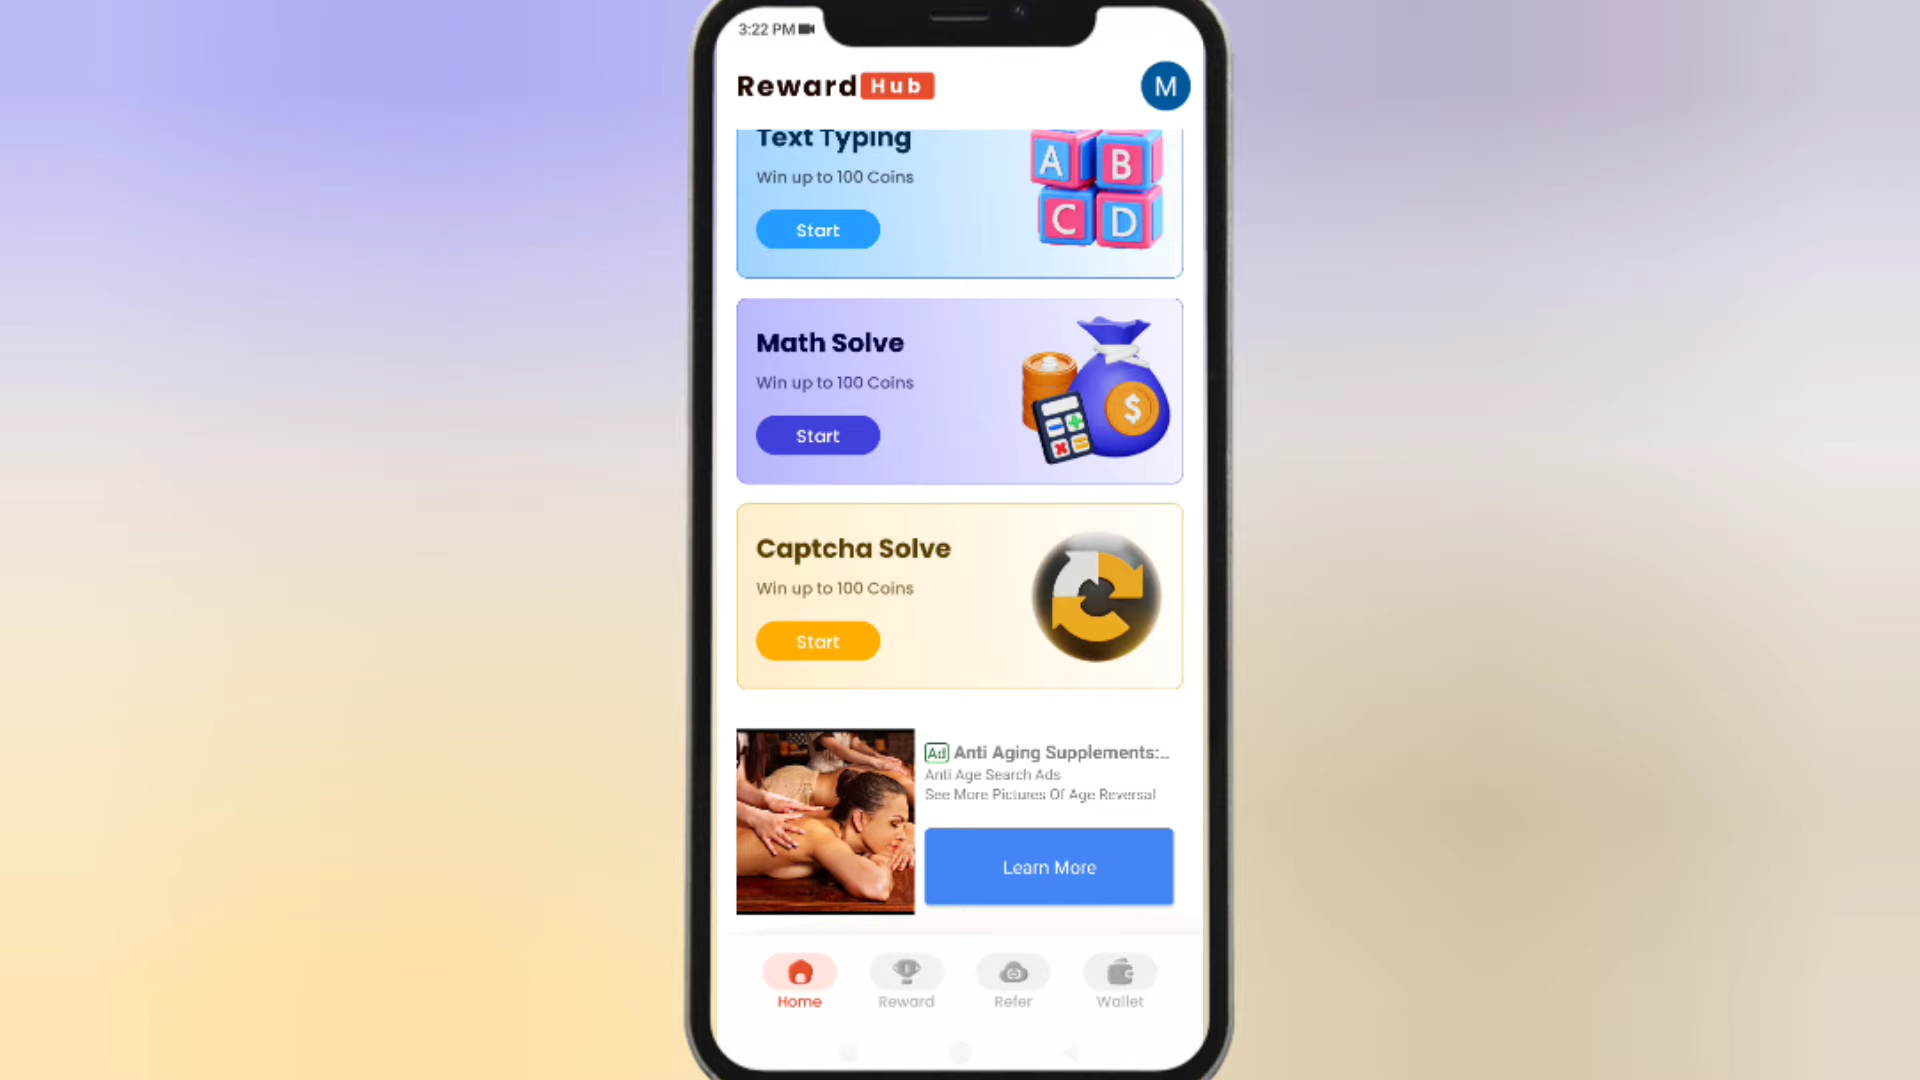 3:22 PM
Reward Hub
M
Text Typing
Win up to 100 Coins
Start
A B
C D
Math Solve
Win up to 100 Coins
Start
$
Captcha Solve
Win up to 100 Coins
Start
Ad Anti Aging Supplements:...
Anti Age Search Ads
See More Pictures Of Age Reversal
Learn More
Home
Reward
Refer
Wallet